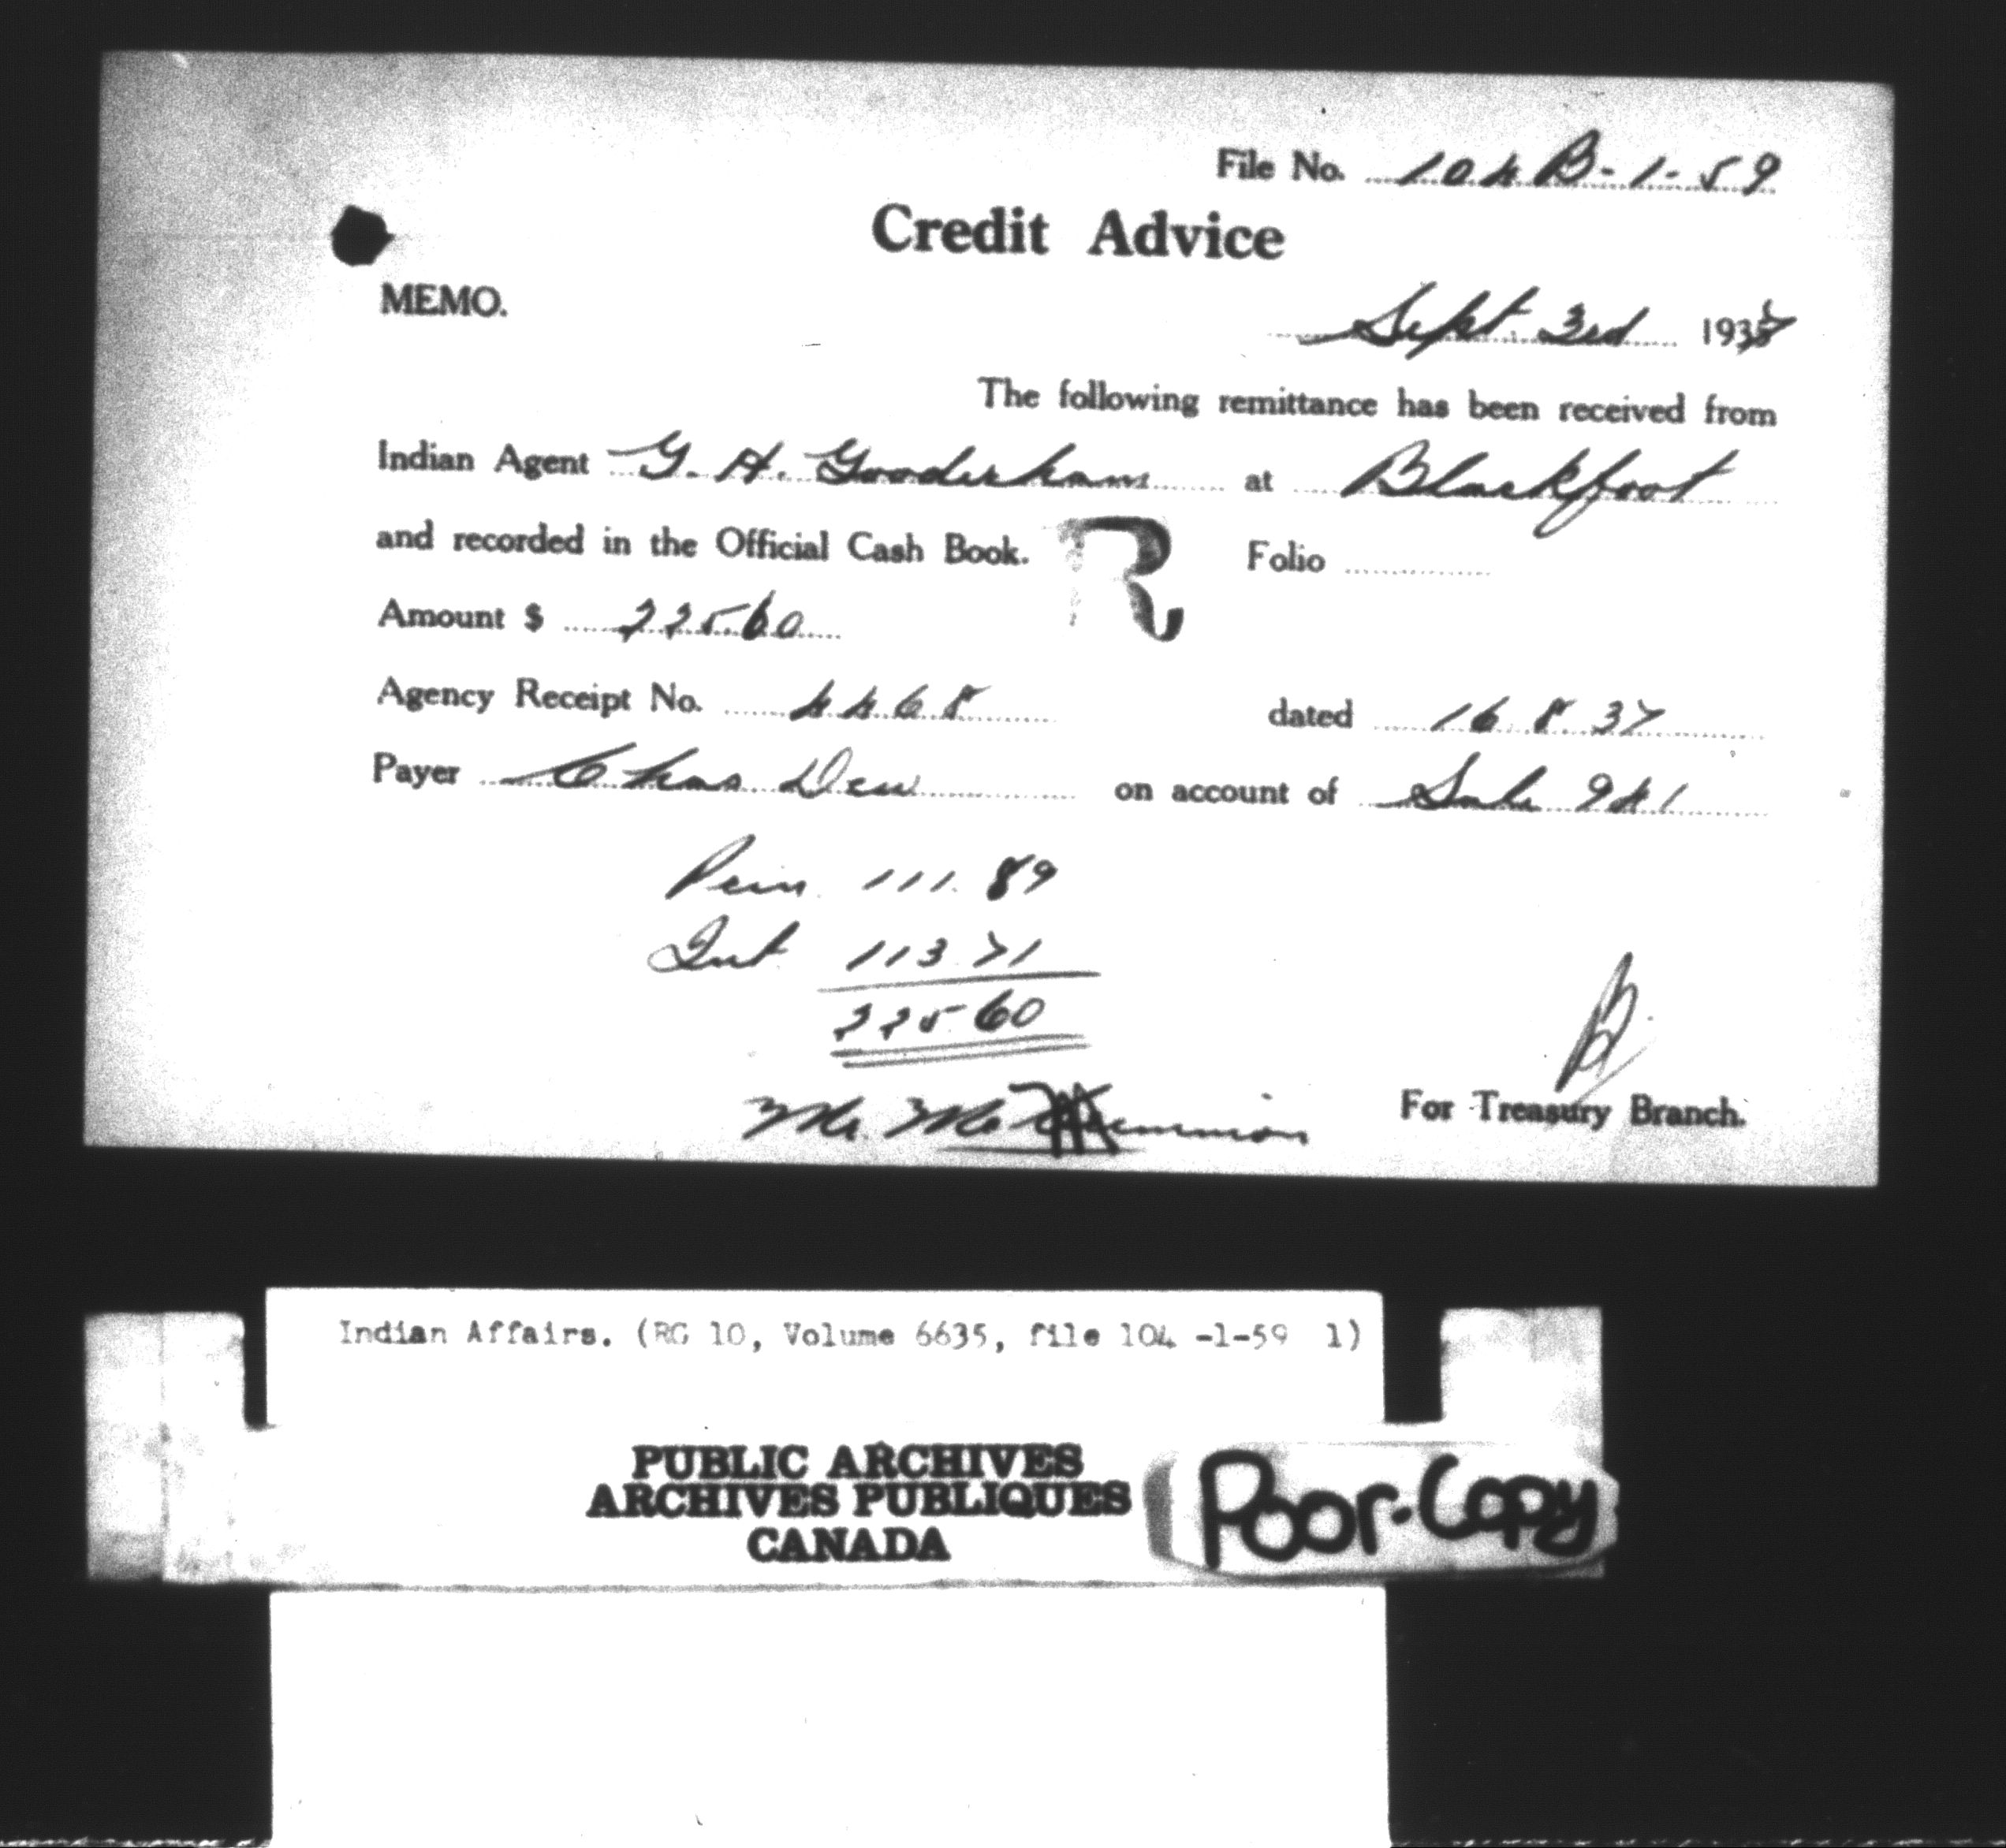 File No. 104 B-1-59
Credit Advice
MEMO.
Sept. 3rd 1937
The following remittance has been received from
Indian Agent G. H. Gooderham at Blackfoot
and recorded in the Official Cash Book. R Folio
Amount $ 225.60
Agency Receipt No. 4468 dated 16.8.37
Payer Chas Dew on account of Sale 941
Prin. 111.89
Int. 113.71
225.60
Mr. Mc
For Treasury Branch.
Indian Affairs. (RG 10, Volume 6635, file 104 -1-59 1)
PUBLIC ARCHIVES
ARCHIVES PUBLIQUES
CANADA
Poor-Copy